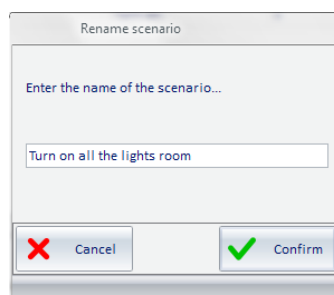 Rename scenario
Enter the name of the scenario...
Turn on all the lights room
Cancel
Confirm